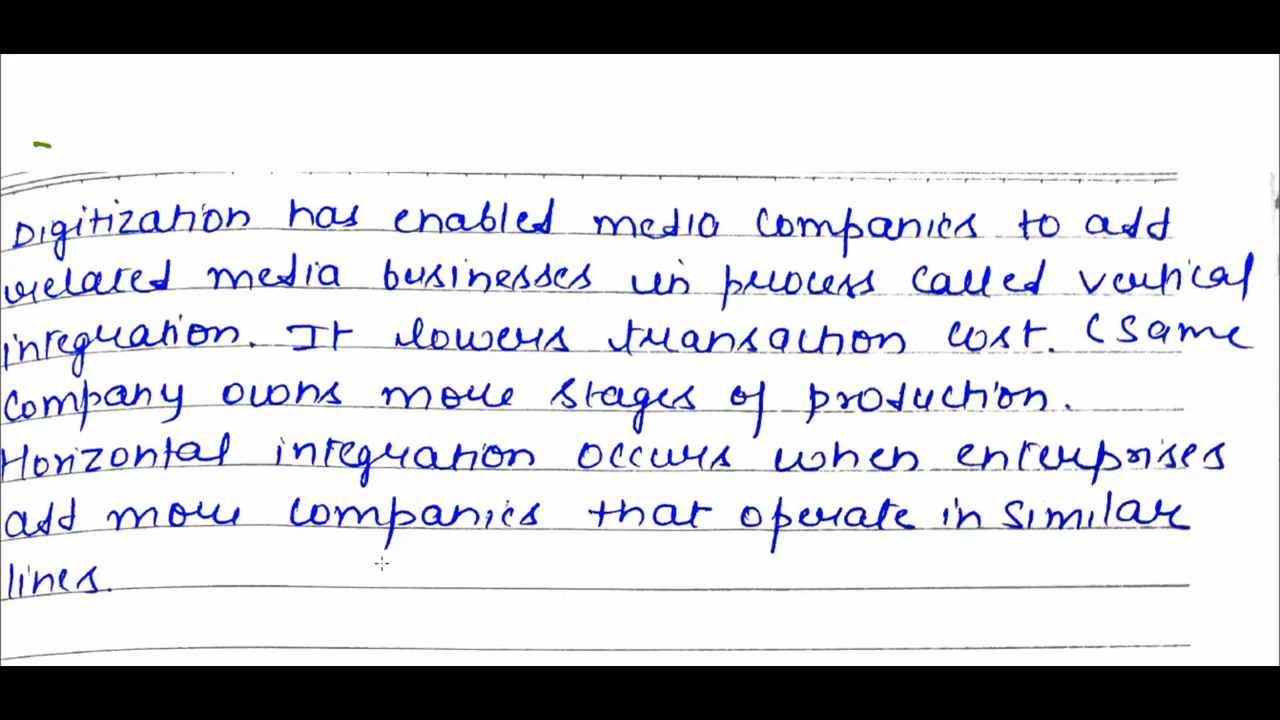 Digitization has enabled media companies to add
related media businesses in process called vertical
integration. It lowers transaction cost. (Same
company owns more stages of production.
Horizontal integration occurs when enterprises
add more companies that operate in similar
lines.